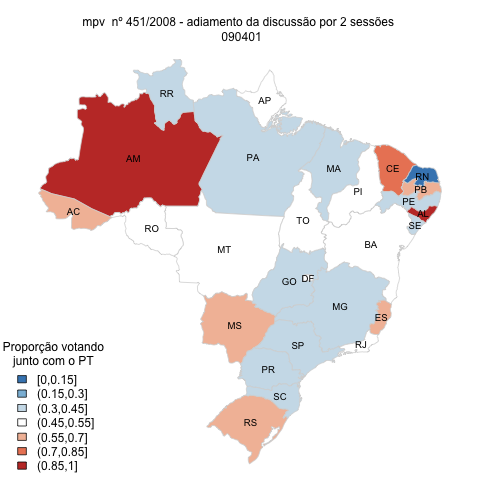 mpv nº 451/2008 - adiamento da discussão por 2 sessões
090401
RR
AP
AM
PA
MA
CE
RN
PB
PE
AL
SE
PI
AC
RO
TO
MT
BA
GO
DF
MG
ES
MS
SP
RJ
PR
SC
RS
Proporção votando
junto com o PT
[0,0.15]
(0.15,0.3]
(0.3,0.45]
(0.45,0.55]
(0.55,0.7]
(0.7,0.85]
(0.85,1]